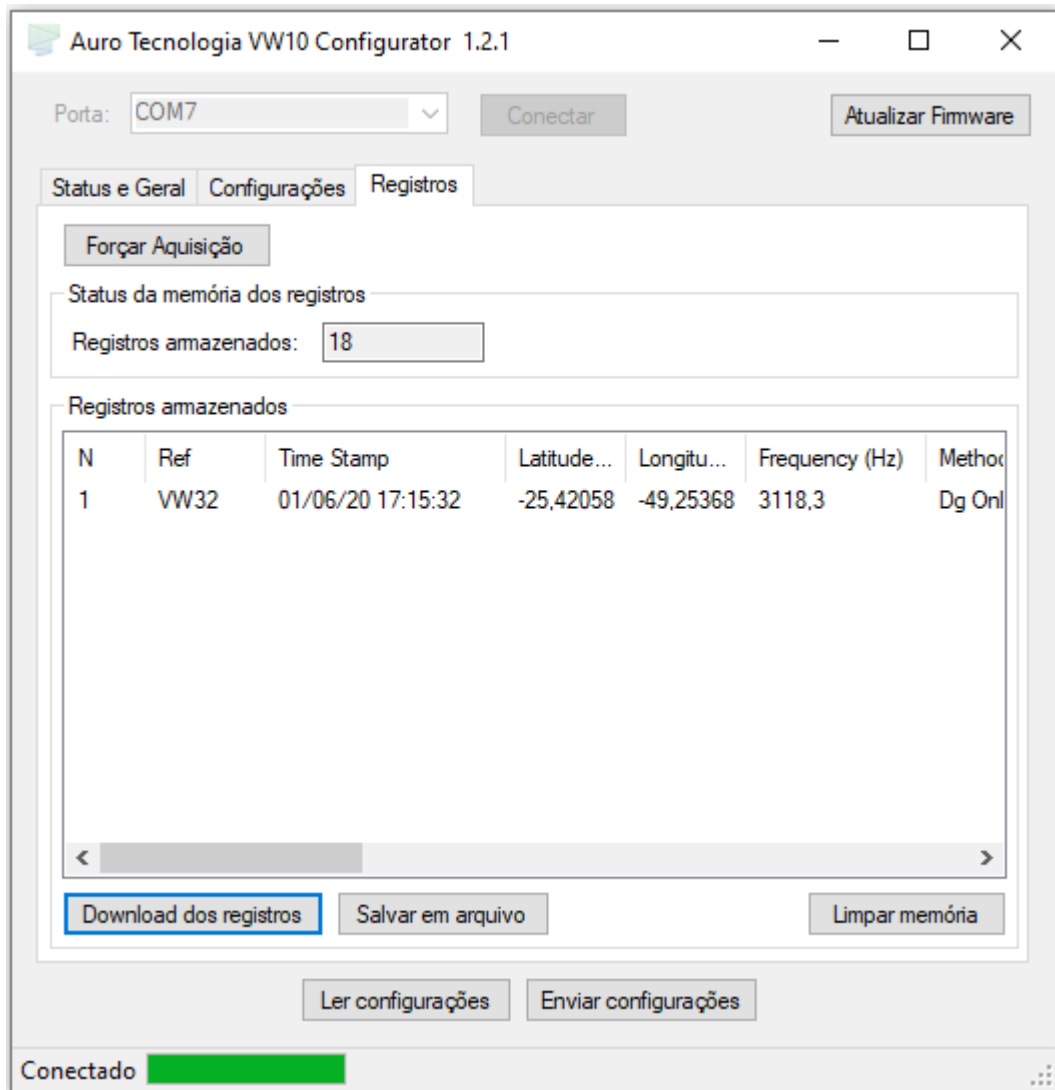 Auro Tecnologia VW10 Configurator 1.2.1
Porta: COM7 Conectar Atualizar Firmware
Status e Geral Configurações Registros
Forçar Aquisição
Status da memória dos registros
Registros armazenados: 18
Registros armazenados
N Ref Time Stamp Latitude... Longitu... Frequency (Hz) Method
1 VW32 01/06/20 17:15:32 -25,42058 -49,25368 3118,3 Dg Onl
Download dos registros Salvar em arquivo Limpar memória
Ler configurações Enviar configurações
Conectado